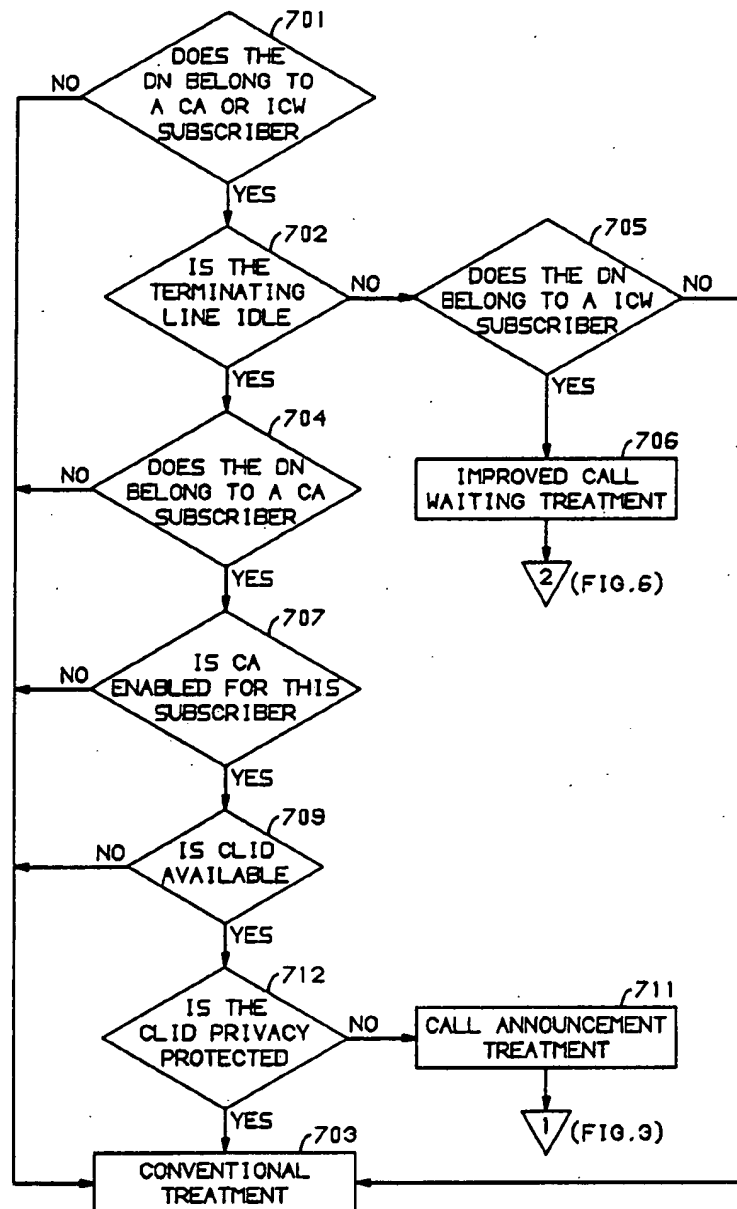 701
DOES THE
DN BELONG TO
A CA OR ICW
SUBSCRIBER
NO
YES
702
IS THE
TERMINATING
LINE IDLE
NO
YES
705
DOES THE DN
BELONG TO A ICW
SUBSCRIBER
NO
YES
706
IMPROVED CALL
WAITING TREATMENT
2
(FIG.6)
704
DOES THE DN
BELONG TO A CA
SUBSCRIBER
NO
YES
707
IS CA
ENABLED FOR THIS
SUBSCRIBER
NO
YES
709
IS CLID
AVAILABLE
NO
YES
712
IS THE
CLID PRIVACY
PROTECTED
NO
YES
711
CALL ANNOUNCEMENT
TREATMENT
1
(FIG.3)
703
CONVENTIONAL
TREATMENT